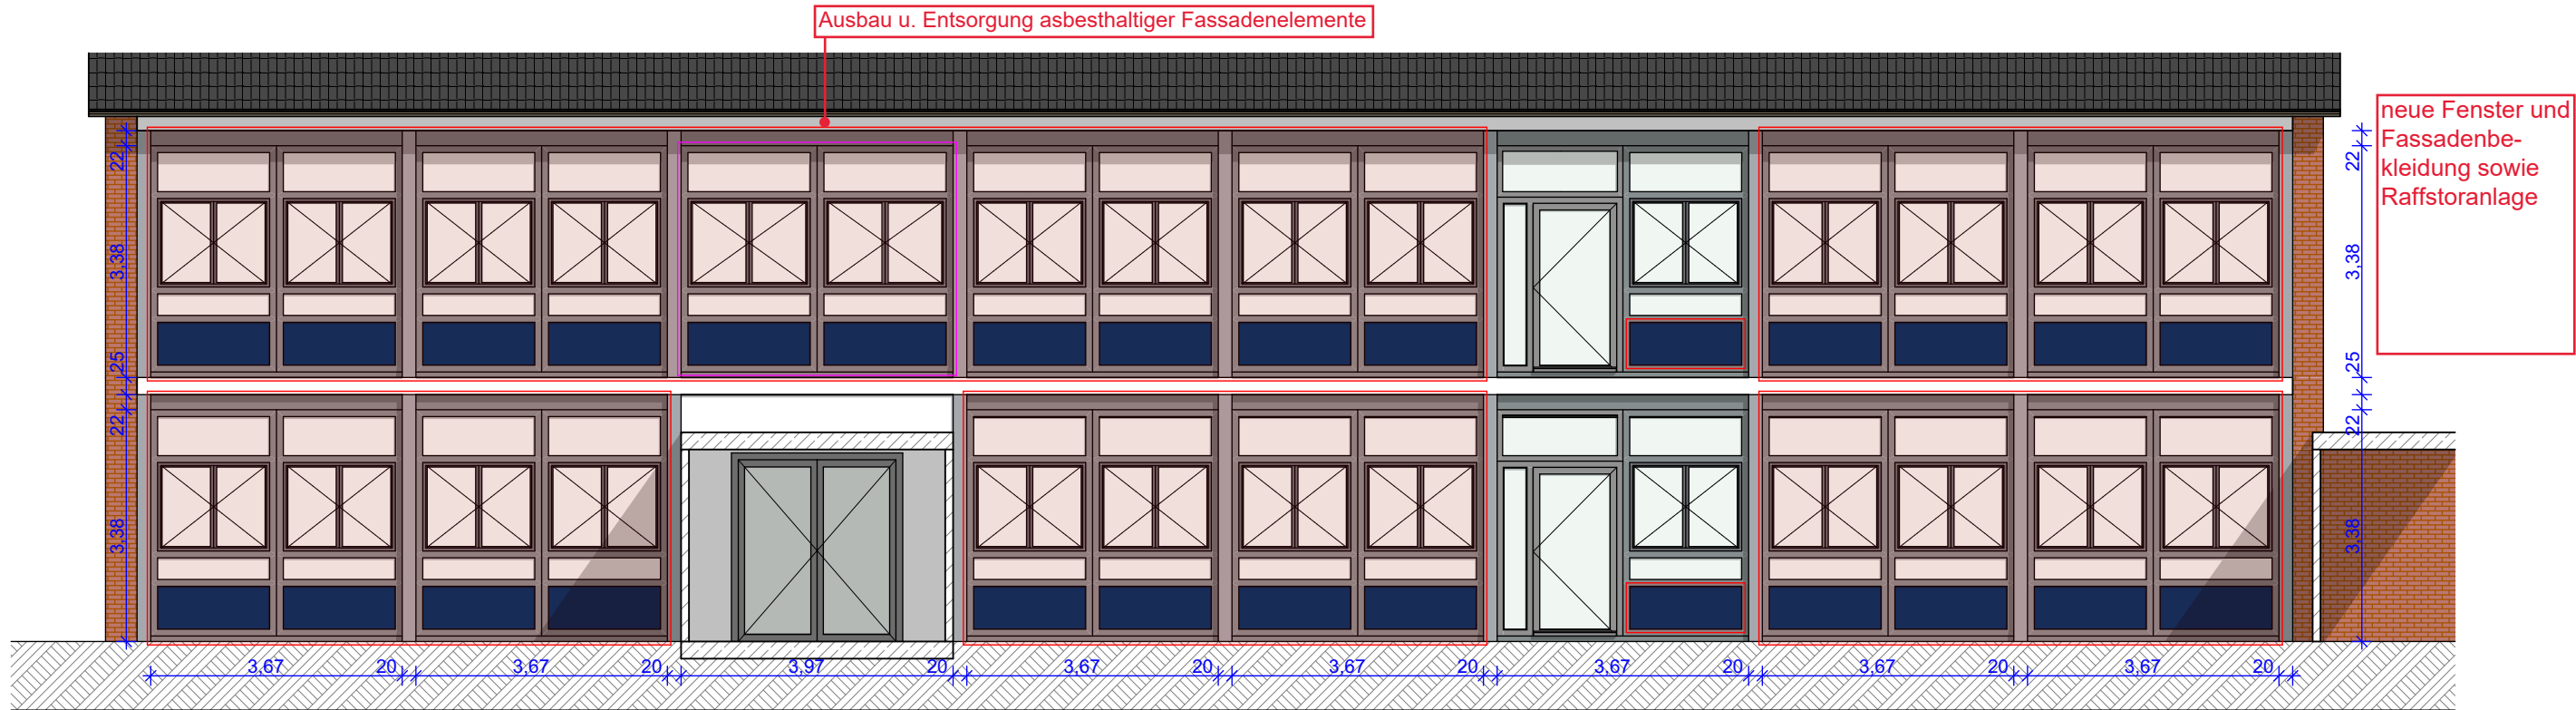 Ausbau u. Entsorgung asbesthaltiger Fassadenelemente
neue Fenster und
Fassadenbe-
kleidung sowie
Raffstoranlage
22
3,38
25
22
3,38
22
3,38
25
22
3,38
3,67 20 3,67 20 3,97 20 3,67 20 3,67 20 3,67 20 3,67 20 3,67 20